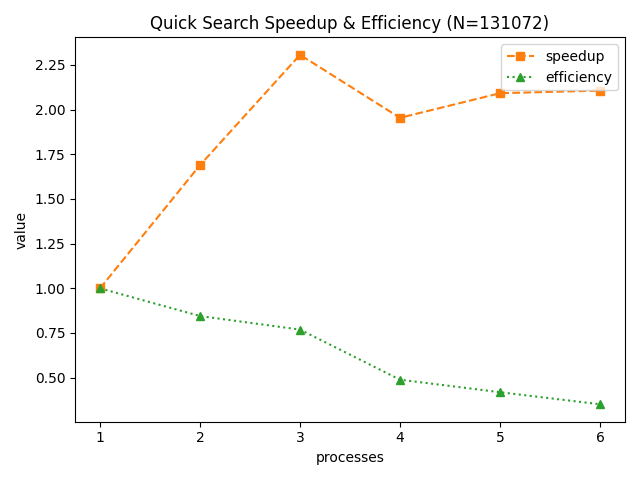 Quick Search Speedup & Efficiency (N=131072)
speedup
efficiency
value
2.25
2.00
1.75
1.50
1.25
1.00
0.75
0.50
1 2 3 4 5 6
processes